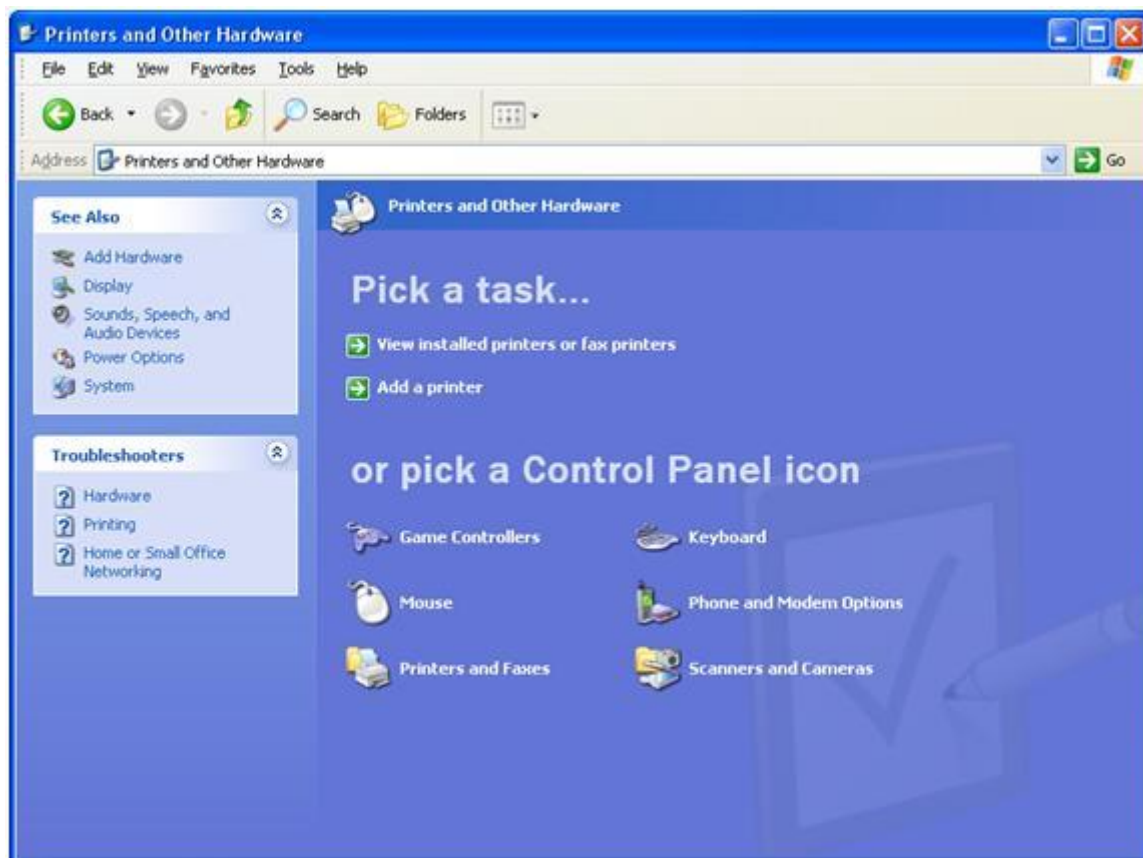 Printers and Other Hardware
File Edit View Favorites Tools Help
Back Search Folders
Address Printers and Other Hardware Go
See Also
Add Hardware
Display
Sounds, Speech, and
Audio Devices
Power Options
System
Troubleshooters
Hardware
Printing
Home or Small Office
Networking
Printers and Other Hardware
Pick a task...
View installed printers or fax printers
Add a printer
or pick a Control Panel icon
Game Controllers Keyboard
Mouse Phone and Modem Options
Printers and Faxes Scanners and Cameras